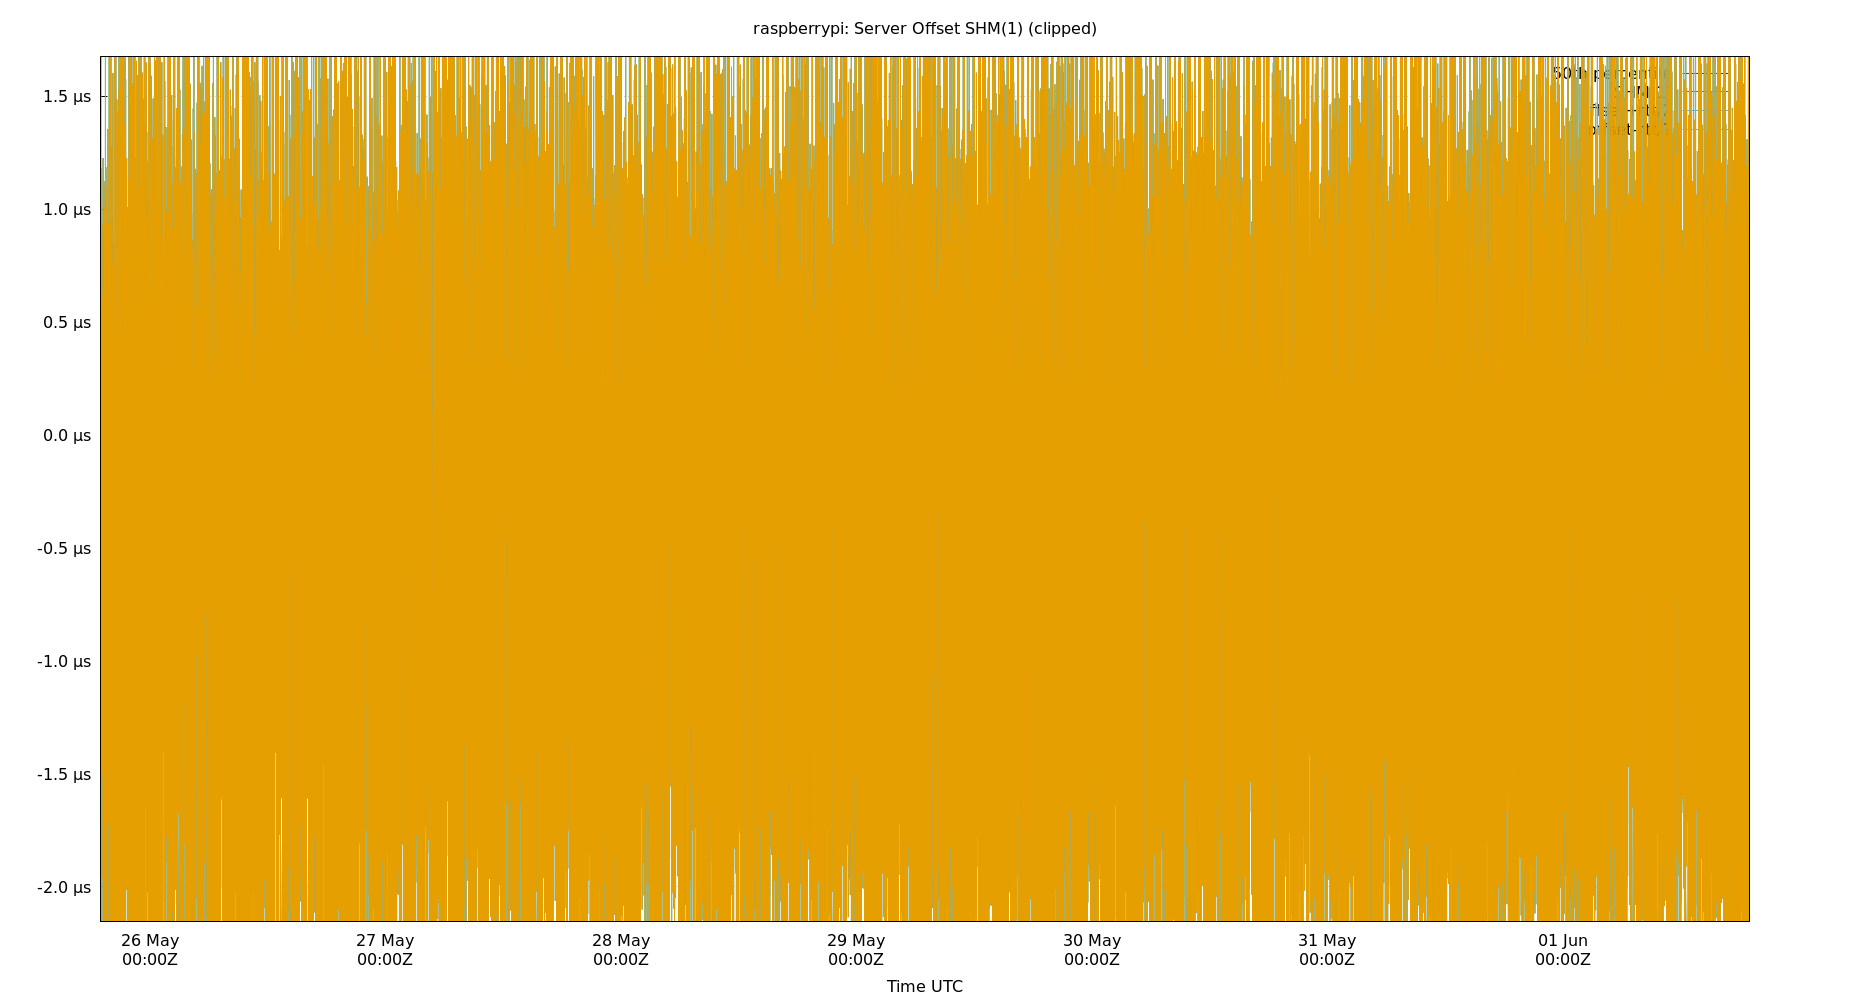 raspberrypi: Server Offset SHM(1) (clipped)
50th percentile
1.5 µs
1.0 µs
0.5 µs
0.0 µs
-0.5 µs
-1.0 µs
-1.5 µs
-2.0 µs
26 May 27 May 28 May 29 May 30 May 31 May 01 Jun
00:00Z 00:00Z 00:00Z 00:00Z 00:00Z 00:00Z 00:00Z
Time UTC